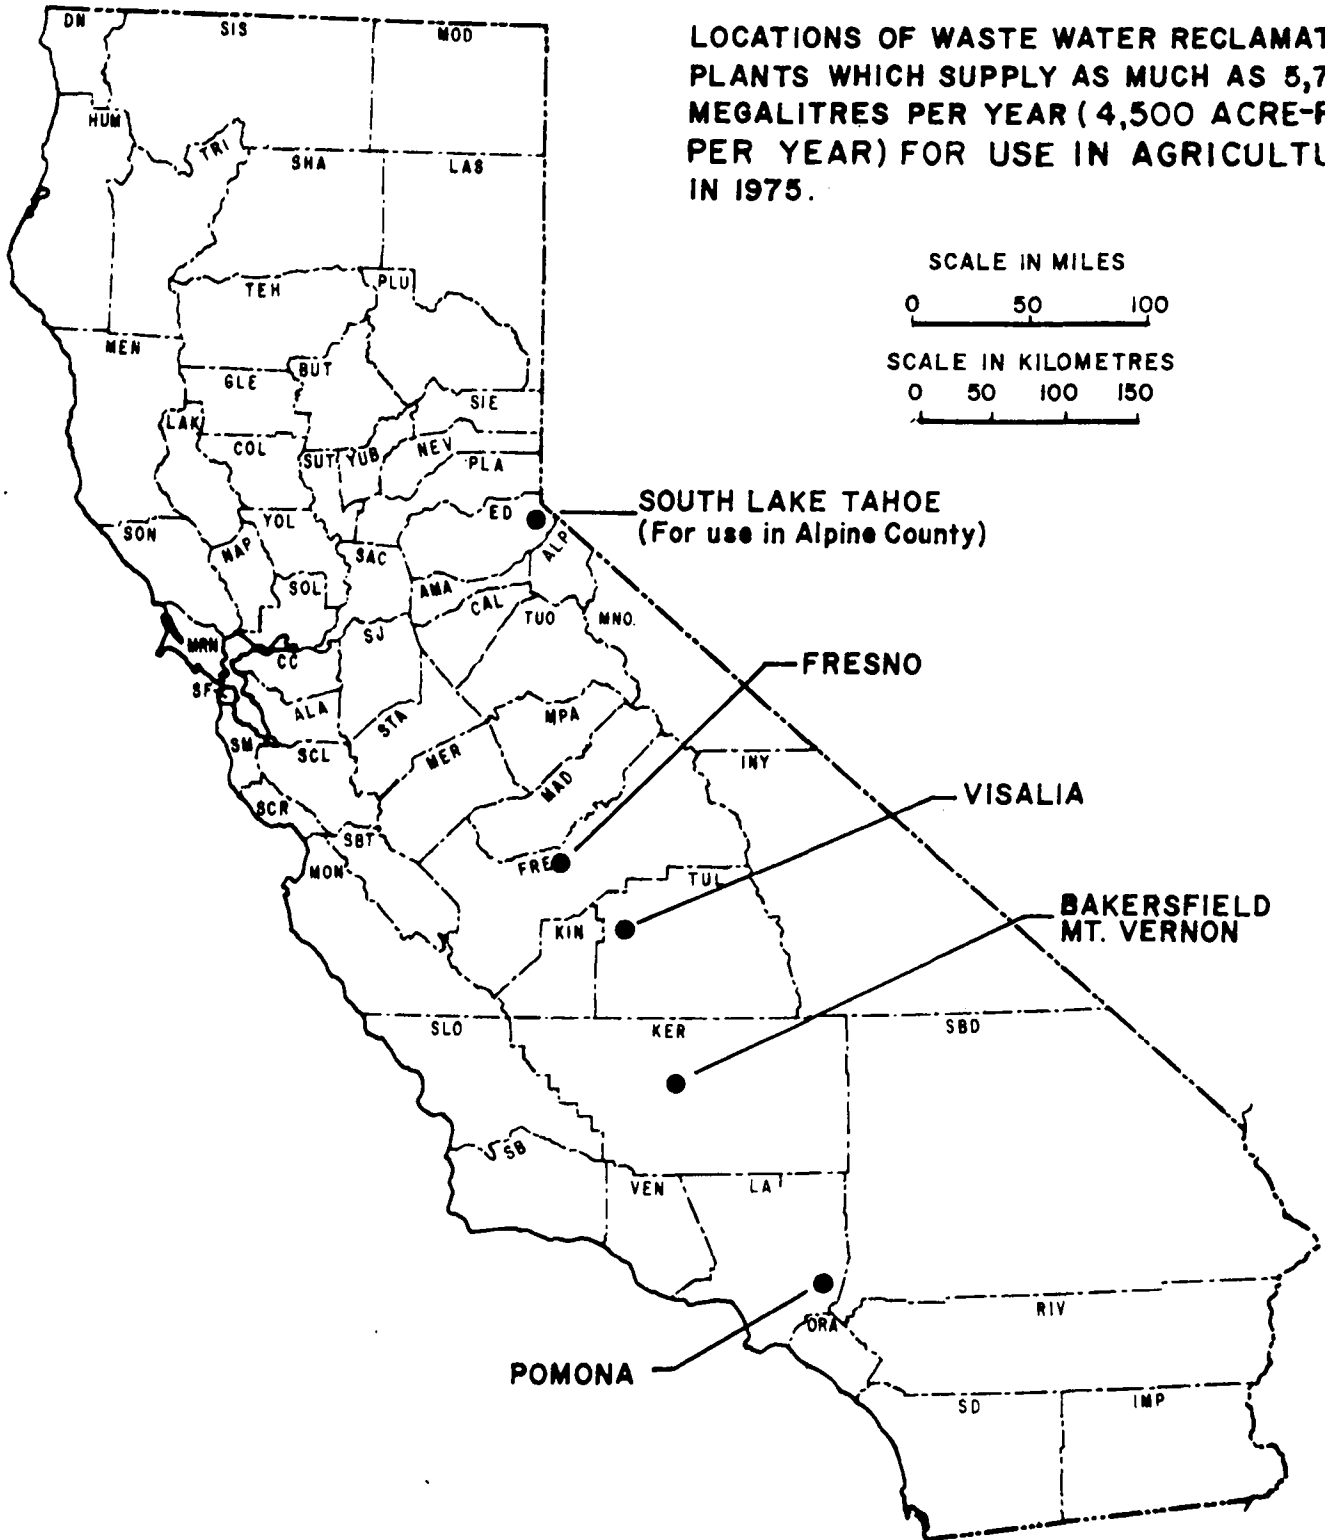 LOCATIONS OF WASTE WATER RECLAMAT
PLANTS WHICH SUPPLY AS MUCH AS 5,7
MEGALITRES PER YEAR (4,500 ACRE-F
PER YEAR) FOR USE IN AGRICULTU
IN 1975.
SCALE IN MILES
0 50 100
SCALE IN KILOMETRES
0 50 100 150
DN SIS MOD
HUM TRI SHA LAS
TEH PLU
MEN GLE BUT SIE
LAK COL SUT YUB NEV PLA
SOUTH LAKE TAHOE
(For use in Alpine County)
SON NAP YOL SAC ED ALP
SOL AMA CAL TUO MNO.
MRN CC SJ
FRESNO
SF ALA STA MPA
SM SCL MER MAD INY
VISALIA
SCR SBT MON FRE TUL
KIN
BAKERSFIELD
MT. VERNON
SLO KER SBD
SB VEN LA
ORA RIV
POMONA
SD IMP